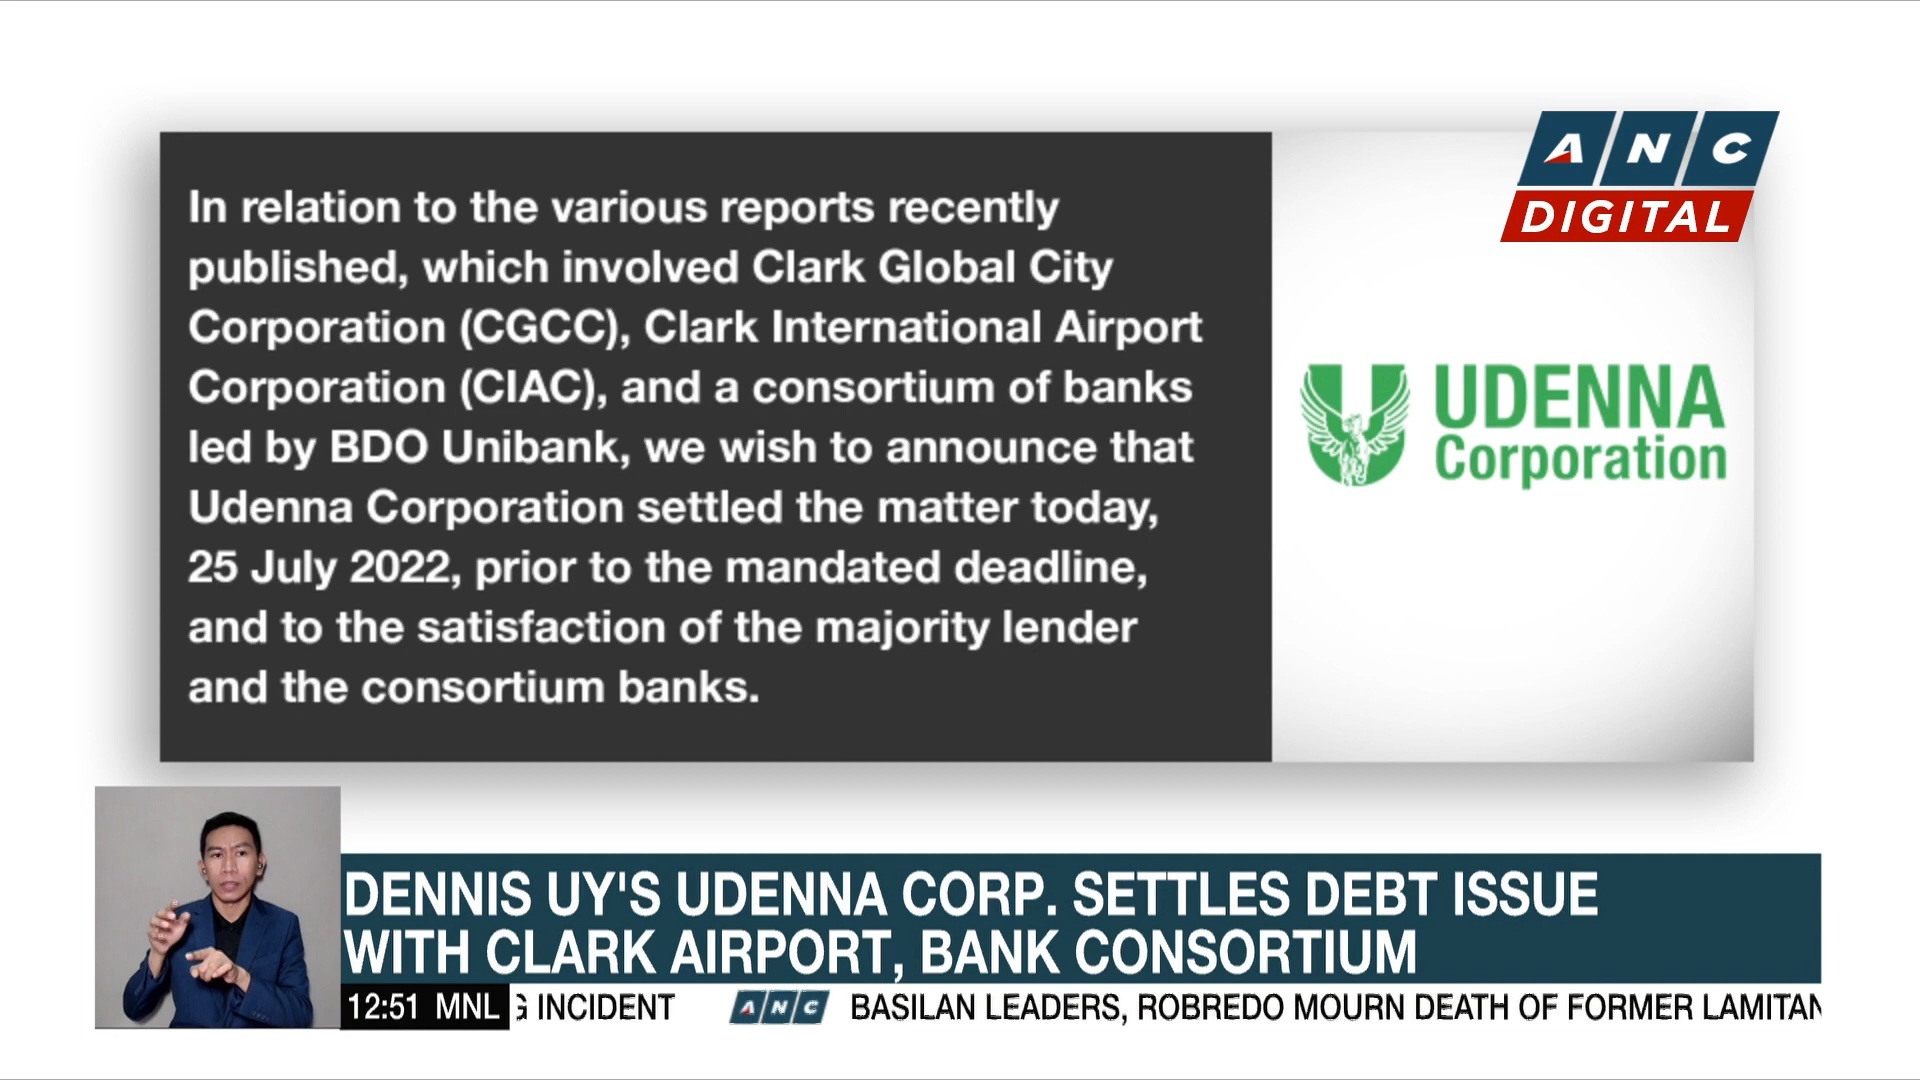 ANC
DIGITAL
In relation to the various reports recently
published, which involved Clark Global City
Corporation (CGCC), Clark International Airport
Corporation (CIAC), and a consortium of banks
led by BDO Unibank, we wish to announce that
Udenna Corporation settled the matter today,
25 July 2022, prior to the mandated deadline,
and to the satisfaction of the majority lender
and the consortium banks.
UDENNA
Corporation
DENNIS UY'S UDENNA CORP. SETTLES DEBT ISSUE
WITH CLARK AIRPORT, BANK CONSORTIUM
12:51 MNL INCIDENT ANC BASILAN LEADERS, ROBREDO MOURN DEATH OF FORMER LAMITAN